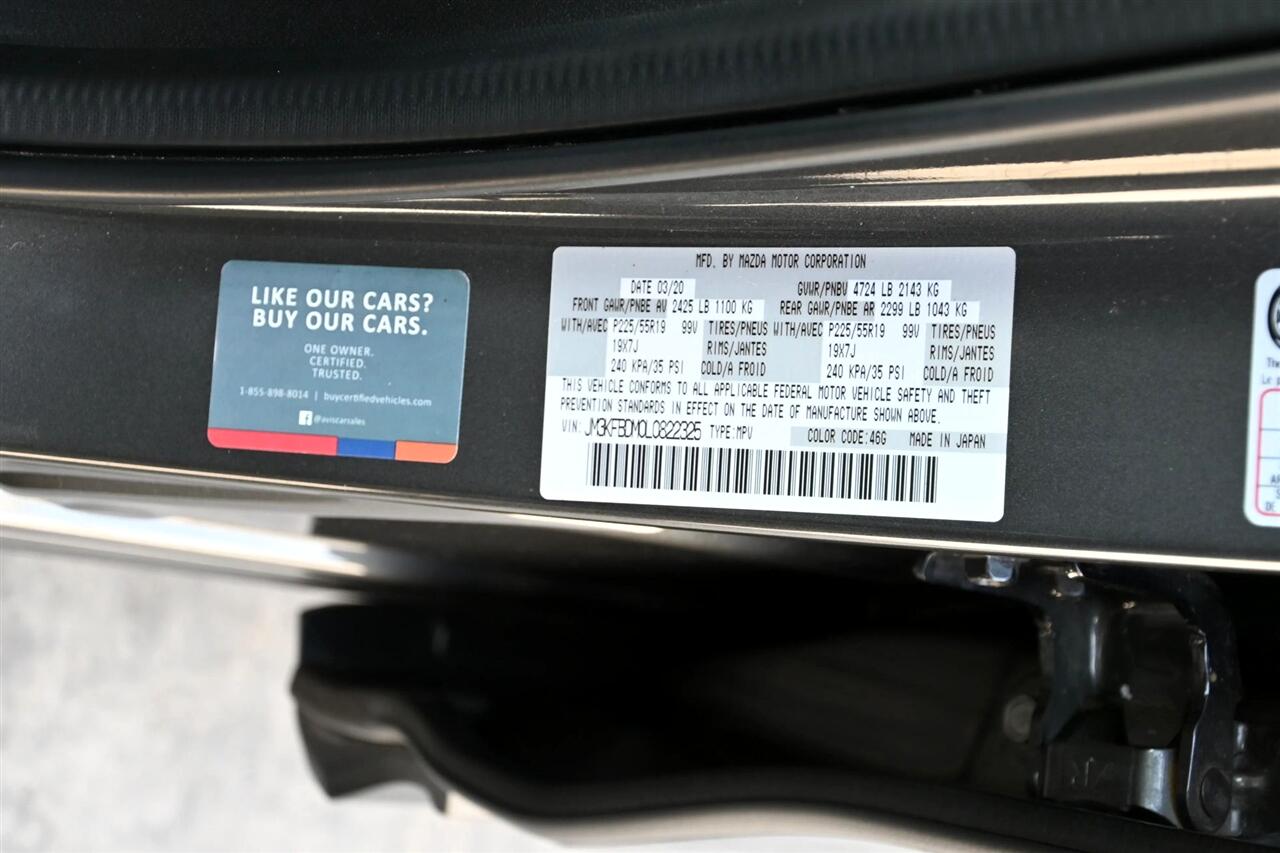 LIKE OUR CARS?
BUY OUR CARS.
ONE OWNER.
CERTIFIED.
TRUSTED.
1-855-898-8014 | buycertifiedvehicles.com
@aviscarsales
MFD. BY MAZDA MOTOR CORPORATION
DATE 03/20 GVWR/PNBV 4724 LB 2143 KG
FRONT GAWR/PNBE AV 2425 LB 1100 KG REAR GAWR/PNBE AR 2299 LB 1043 KG
WITH/AVEC P225/55R19 99V TIRES/PNEUS WITH/AVEC P225/55R19 99V TIRES/PNEUS
19X7J RIMS/JANTES 19X7J RIMS/JANTES
240 KPA/35 PSI COLD/A FROID 240 KPA/35 PSI COLD/A FROID
THIS VEHICLE CONFORMS TO ALL APPLICABLE FEDERAL MOTOR VEHICLE SAFETY AND THEFT
PREVENTION STANDARDS IN EFFECT ON THE DATE OF MANUFACTURE SHOWN ABOVE.
VIN: JM3KFBDM0L0822325 TYPE:MPV COLOR CODE:46G MADE IN JAPAN